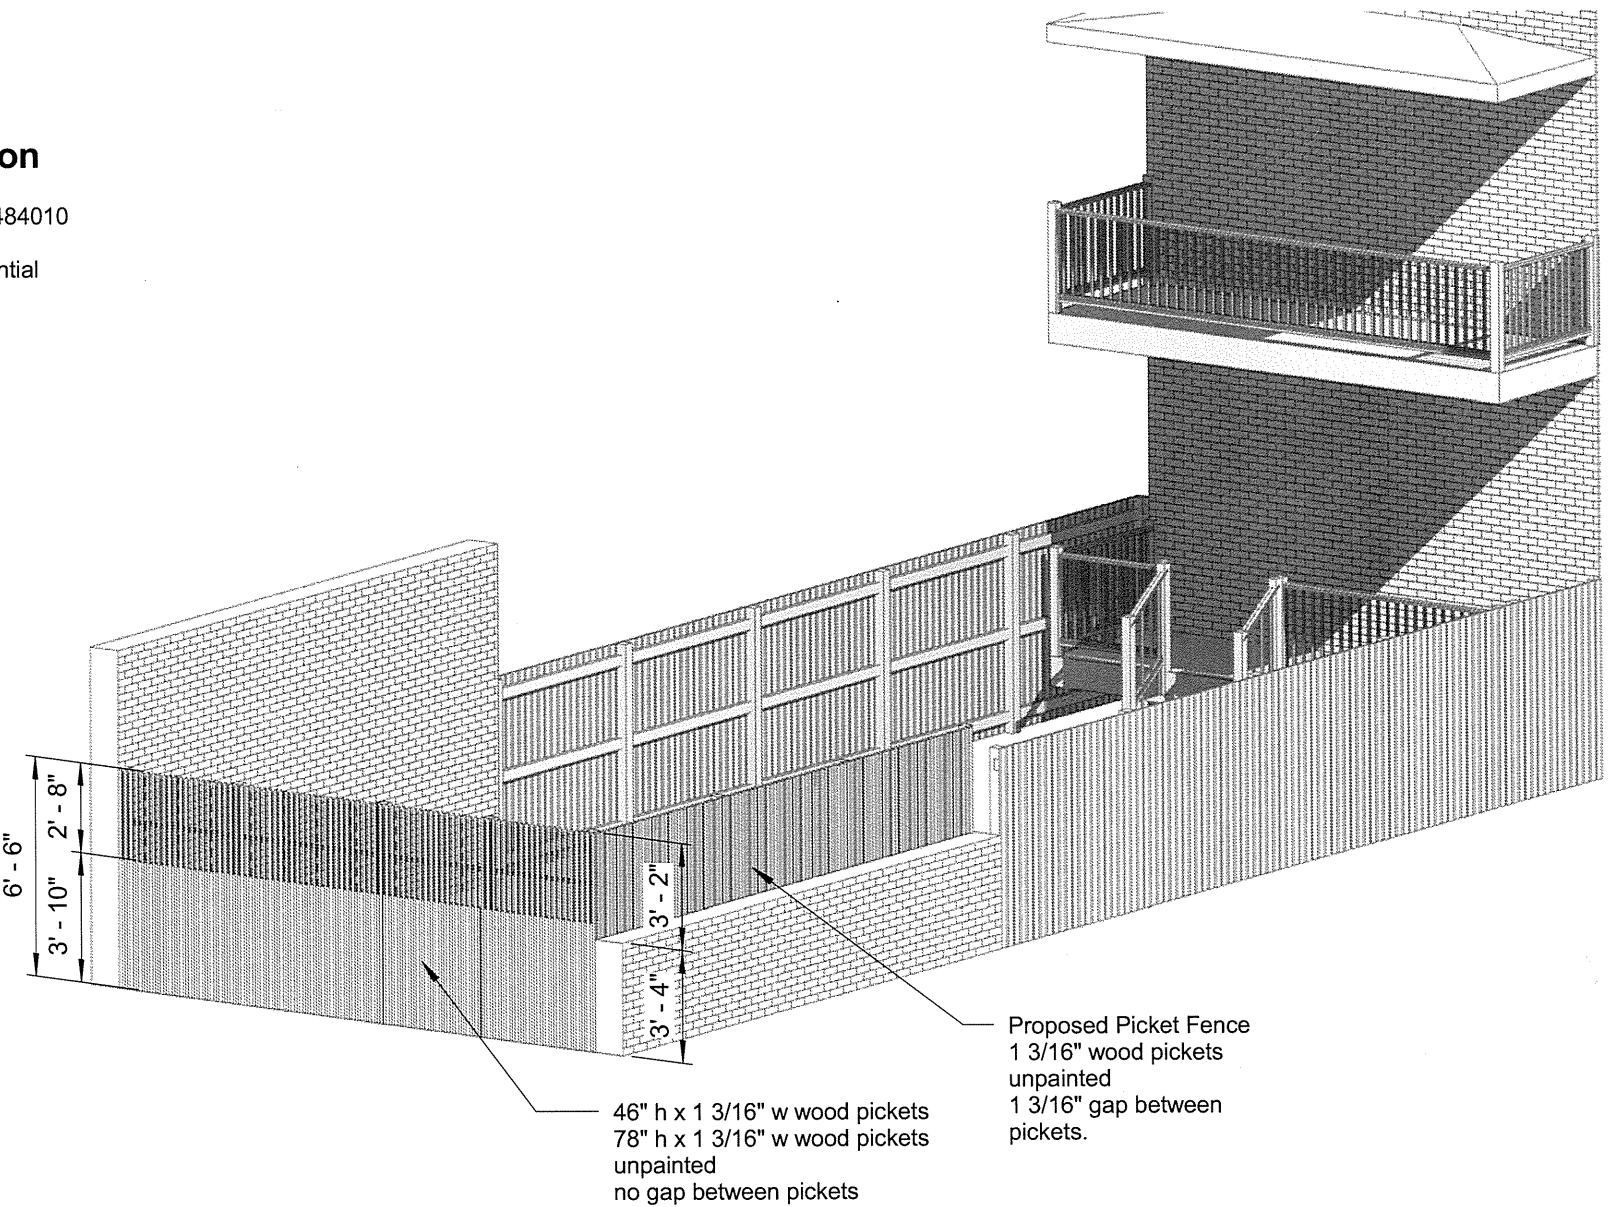 on
484010
ntial
6' - 6"
2' - 8"
3' - 10"
3' - 2"
3' - 4"
Proposed Picket Fence
1 3/16" wood pickets
unpainted
1 3/16" gap between
pickets.
46" h x 1 3/16" w wood pickets
78" h x 1 3/16" w wood pickets
unpainted
no gap between pickets